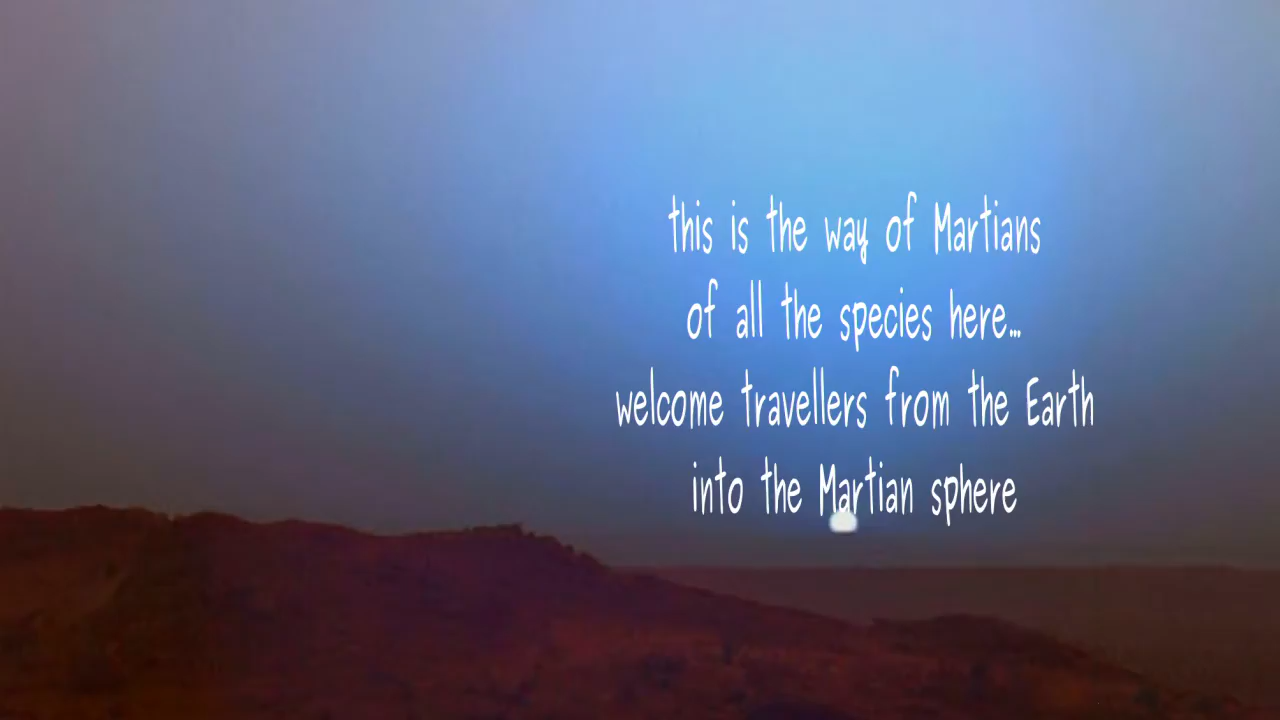 this is the way of Martians
of all the species here...
welcome travellers from the Earth
into the Martian sphere